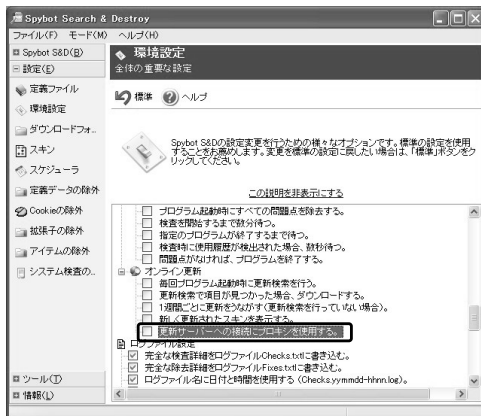 Spybot Search & Destroy
ファイル(F) モード(M) ヘルプ(H)
Spybot S&D(B)
設定(E)
定義ファイル
環境設定
ダウンロードフォ..
スキン
スケジューラ
定義データの除外
Cookieの除外
拡張子の除外
アイテムの除外
システム検査の..
ツール(T)
情報(L)
環境設定
全体の重要な設定
標準 ヘルプ
Spybot S&Dの設定変更を行うための様々なオプションです。標準の設定を使用
することをお薦めします。変更を標準の設定に戻したい場合は、「標準」ボタンをク
リックしてください。
この説明を非表示にする
プログラム起動時にすべての問題点を除去する。
検査を開始するまで数分待つ。
指定のプログラムが終了するまで待つ。
検査時に使用履歴が検出された場合、数秒待つ。
問題点がなければ、プログラムを終了する。
オンライン更新
毎回プログラム起動時に更新検索を行う。
更新検索で項目が見つかった場合、ダウンロードする。
1週間ごとに更新をうながす(更新検索を行っていない場合)。
新しく更新されたスキンを表示する。
更新サーバーへの接続にプロキシを使用する。
ログファイル設定
完全な検査詳細をログファイルChecks.txtに書き込む。
完全な除去詳細をログファイルFixes.txtに書き込む。
ログファイル名に日付と時間を使用する (Checks.yymmdd-hhnn.log)。